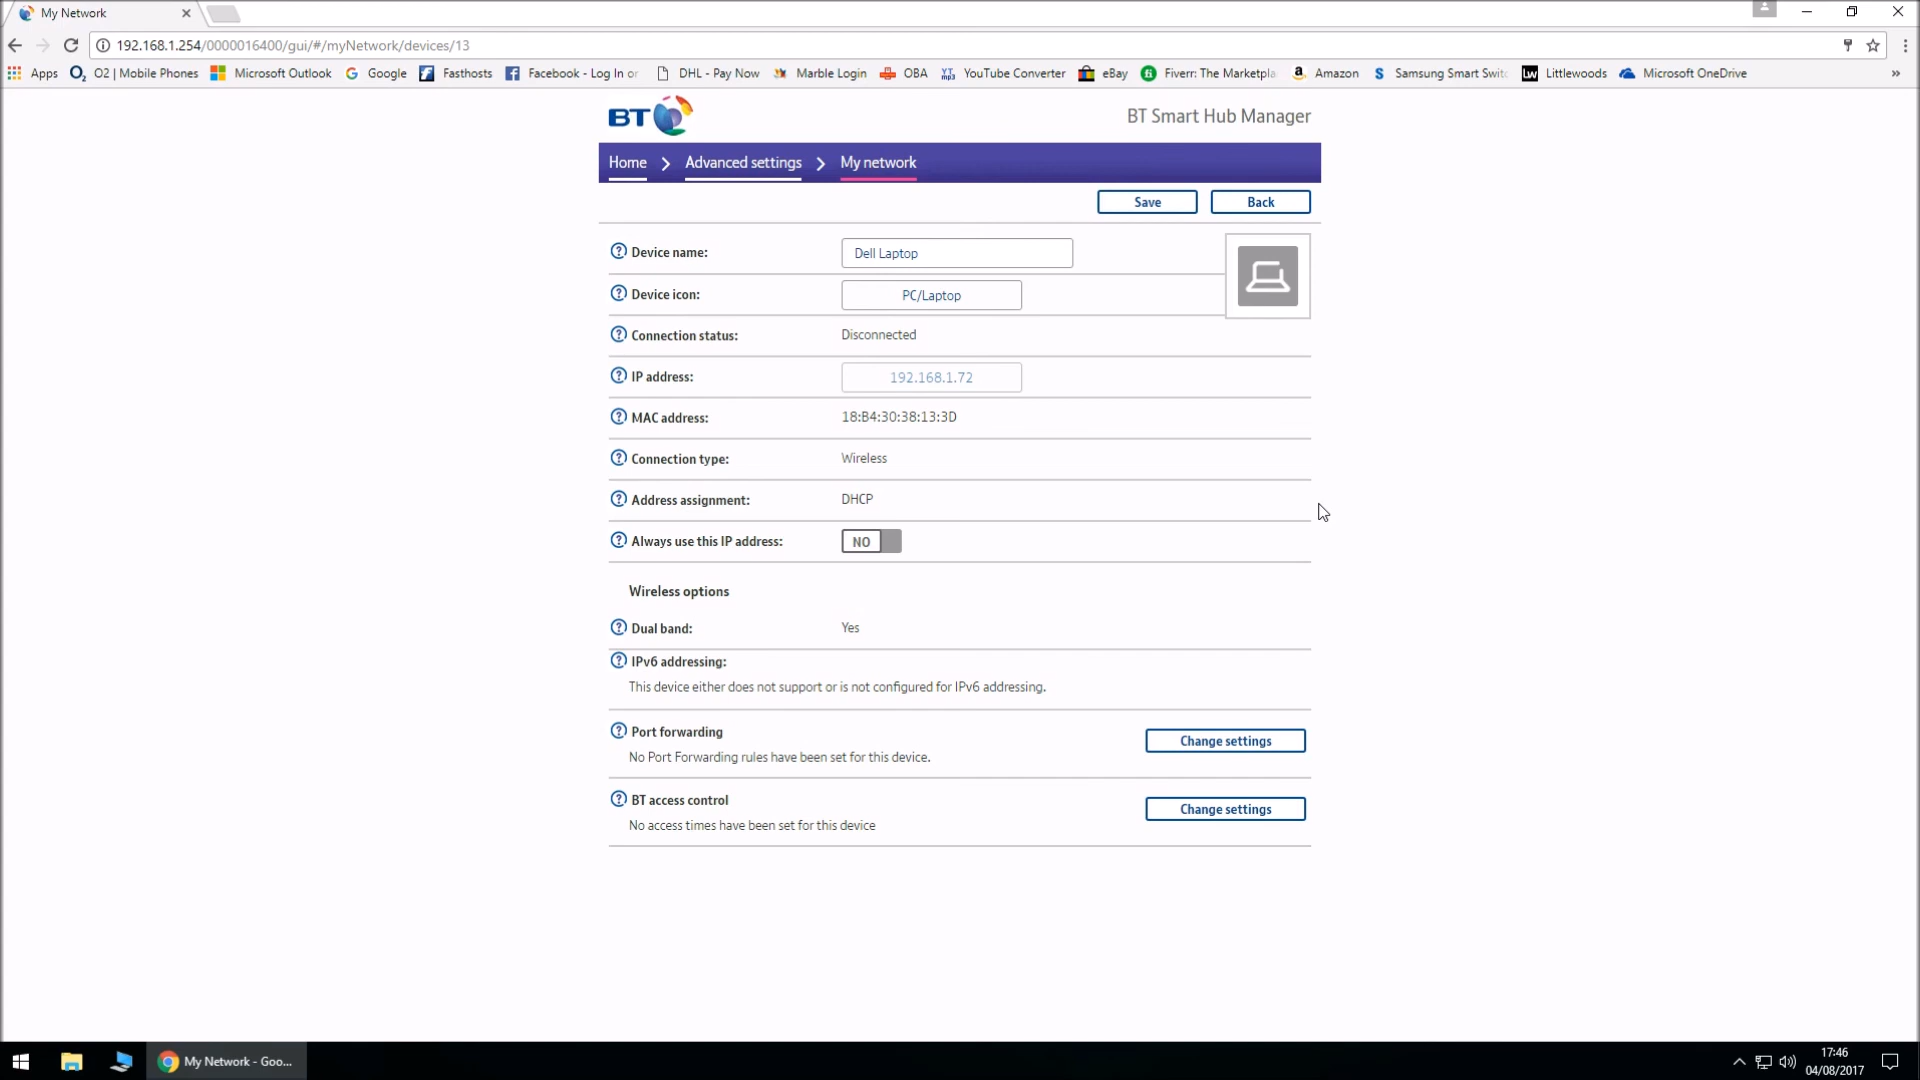 My Network
192.168.1.254/0000016400/gui/#/myNetwork/devices/13
Apps O2 | Mobile Phones Microsoft Outlook Google Fasthosts Facebook - Log In or DHL - Pay Now Marble Login OBA YouTube Converter eBay Fiverr: The Marketpla Amazon Samsung Smart Switc Littlewoods Microsoft OneDrive »
BT BT Smart Hub Manager
Home > Advanced settings > My network
Save Back
Device name: Dell Laptop
Device icon: PC/Laptop
Connection status: Disconnected
IP address: 192.168.1.72
MAC address: 18:B4:30:38:13:3D
Connection type: Wireless
Address assignment: DHCP
Always use this IP address: NO
Wireless options
Dual band: Yes
IPv6 addressing:
This device either does not support or is not configured for IPv6 addressing.
Port forwarding
Change settings
No Port Forwarding rules have been set for this device.
BT access control
Change settings
No access times have been set for this device
My Network - Goo...
17:46
04/08/2017